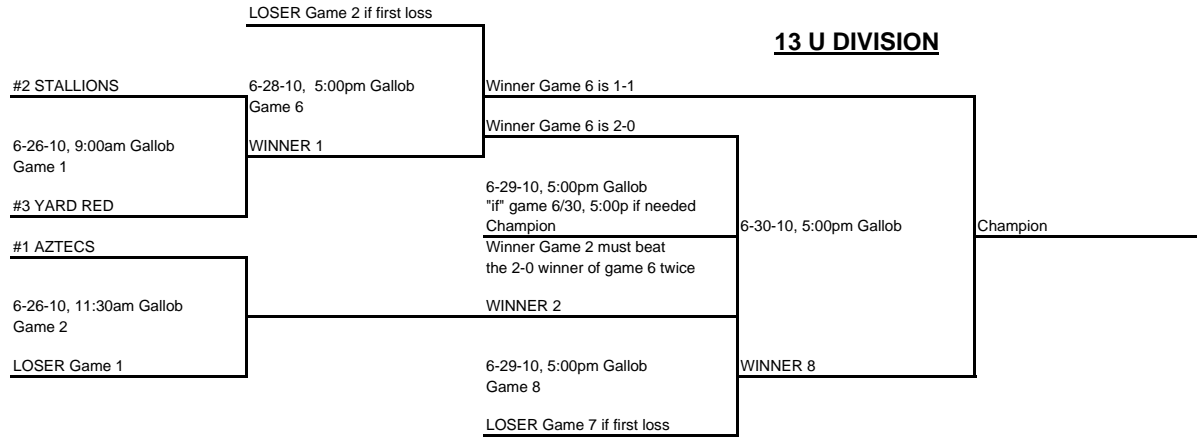 LOSER Game 2 if first loss
13 U DIVISION
#2 STALLIONS
6-28-10,  5:00pm Gallob
Game 6
Winner Game 6 is 1-1
Winner Game 6 is 2-0
6-26-10, 9:00am Gallob
Game 1
WINNER 1
#3 YARD RED
6-29-10, 5:00pm Gallob
"if" game 6/30, 5:00p if needed
Champion
6-30-10, 5:00pm Gallob
Champion
#1 AZTECS
Winner Game 2 must beat
the 2-0 winner of game 6 twice
6-26-10, 11:30am Gallob
Game 2
WINNER 2
LOSER Game 1
6-29-10, 5:00pm Gallob
Game 8
WINNER 8
LOSER Game 7 if first loss